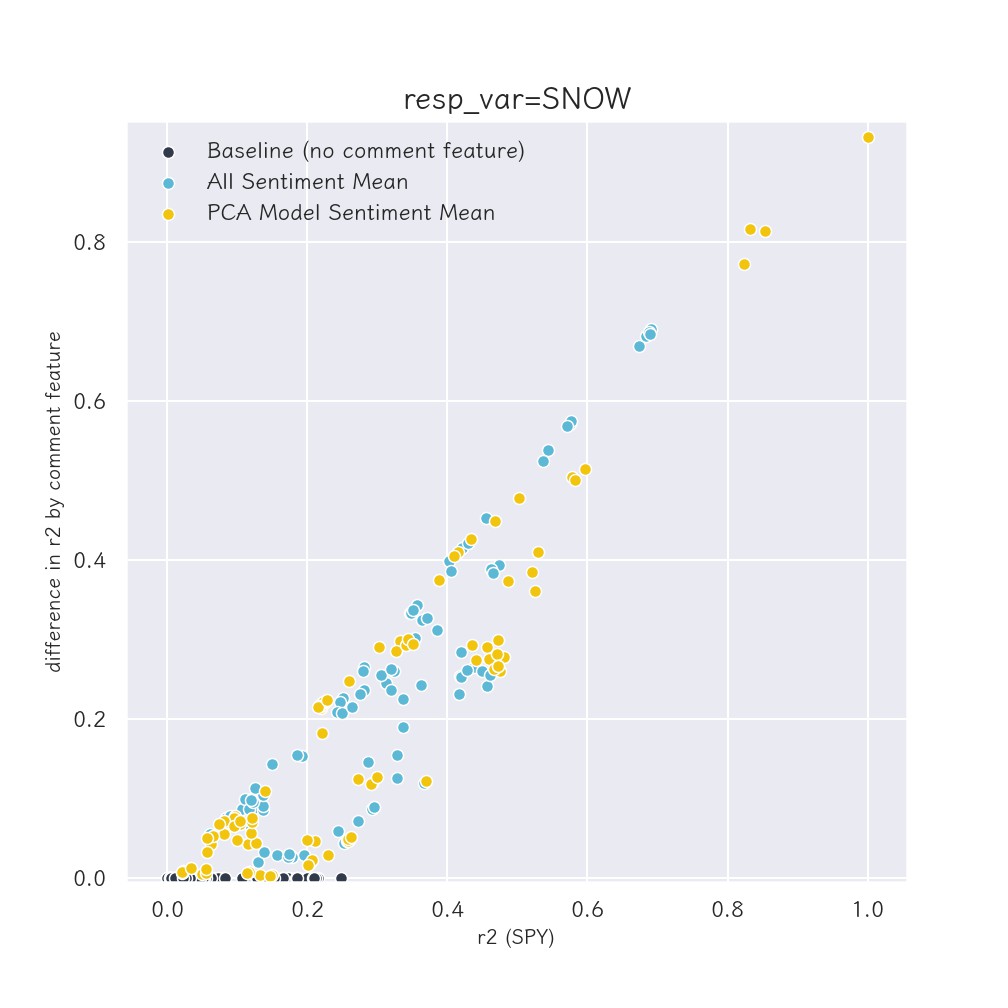 resp_var=SNOW
Baseline (no comment feature)
All Sentiment Mean
PCA Model Sentiment Mean
difference in r2 by comment feature
0.8
0.6
0.4
0.2
0.0
0.0 0.2 0.4 0.6 0.8 1.0
r2 (SPY)